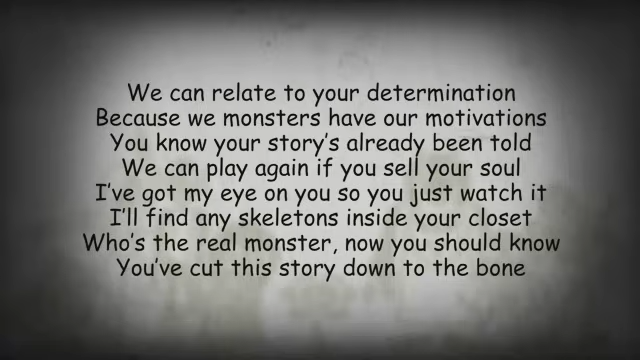 We can relate to your determination
Because we monsters have our motivations
You know your story's already been told
We can play again if you sell your soul
I've got my eye on you so you just watch it
I'll find any skeletons inside your closet
Who's the real monster, now you should know
You've cut this story down to the bone